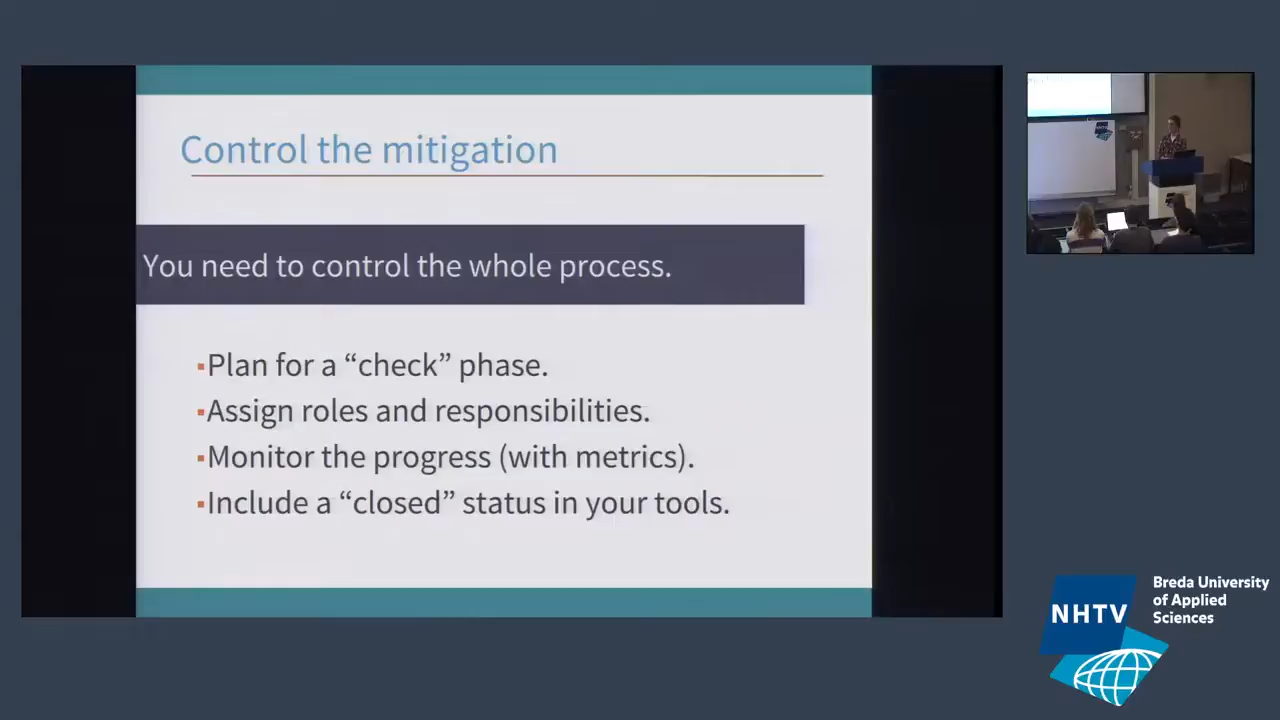 Control the mitigation
You need to control the whole process.
▪Plan for a “check” phase.
▪Assign roles and responsibilities.
▪Monitor the progress (with metrics).
▪Include a “closed” status in your tools.
NHTV
Breda University
of Applied
Sciences